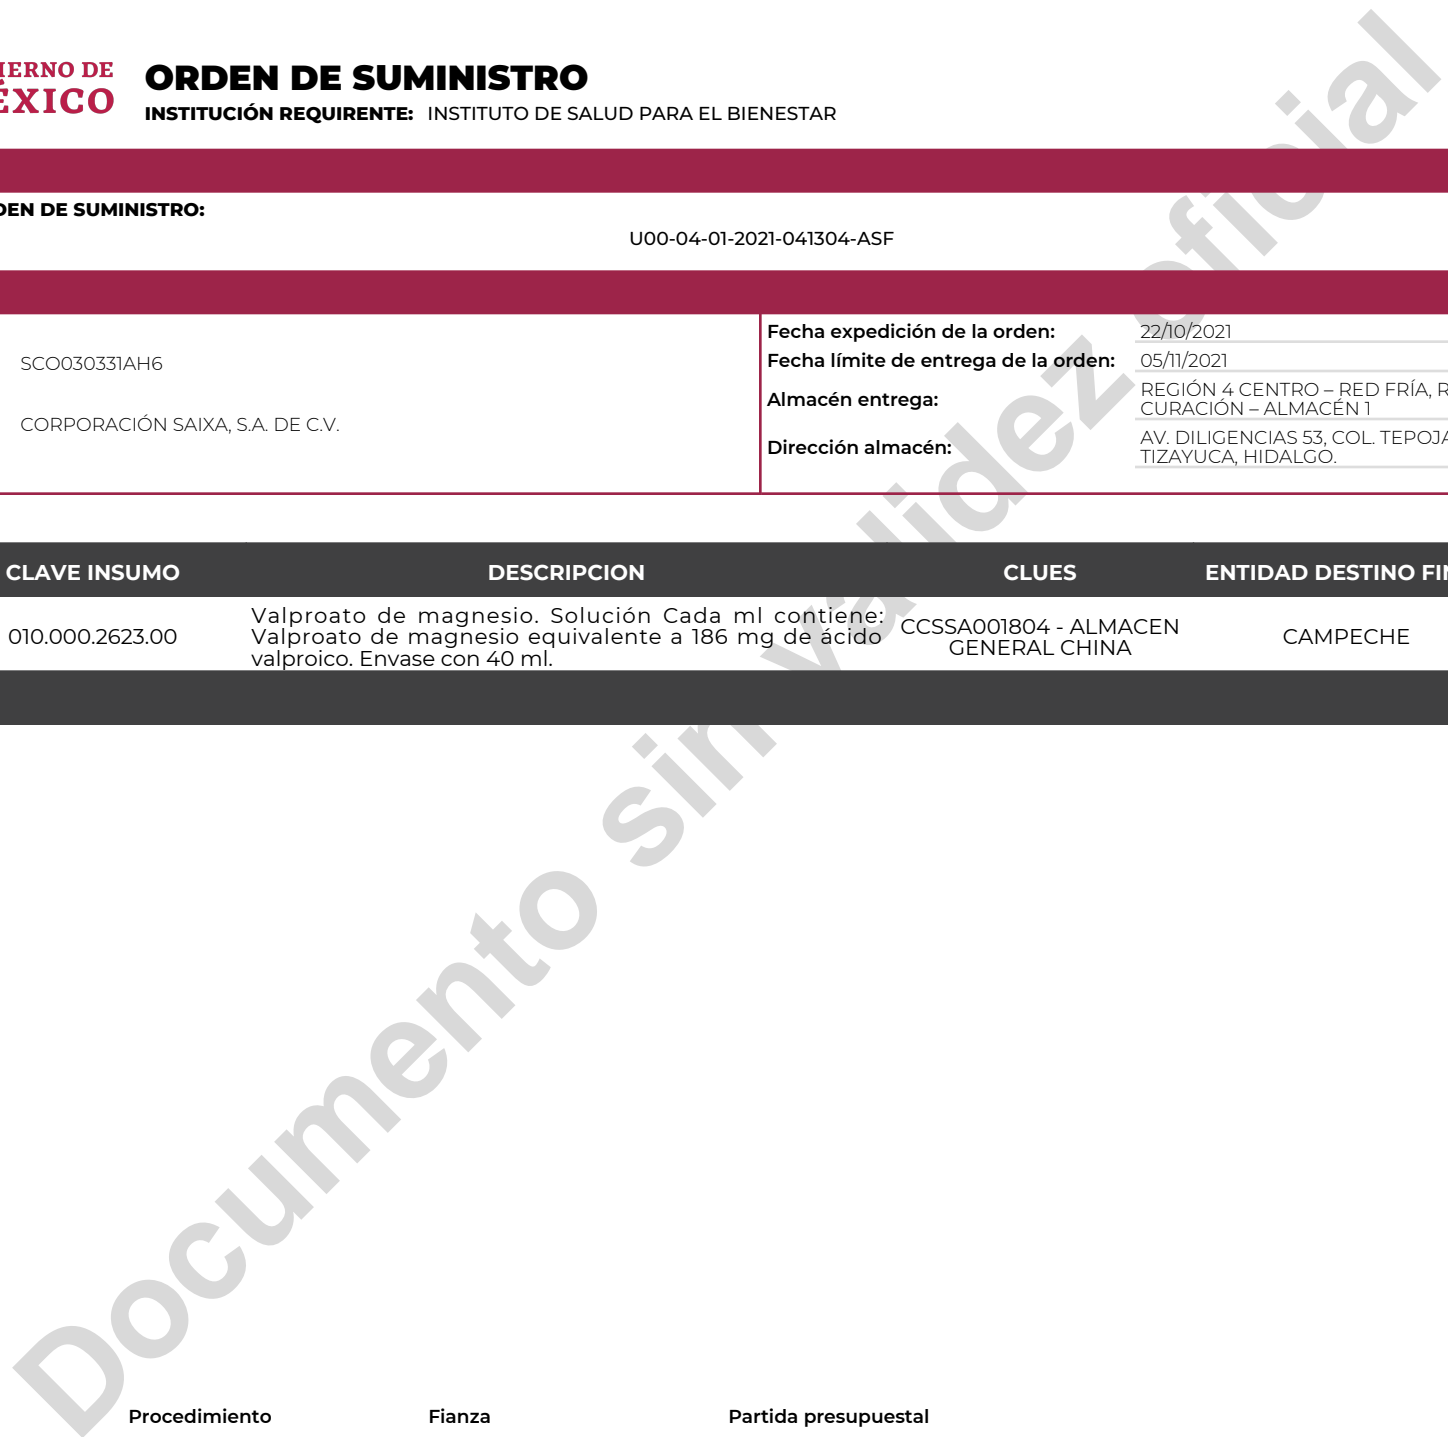 IERNO DE
ÉXICO
ORDEN DE SUMINISTRO
INSTITUCIÓN REQUIRENTE: INSTITUTO DE SALUD PARA EL BIENESTAR
DEN DE SUMINISTRO:
U00-04-01-2021-041304-ASF
SCO030331AH6
CORPORACIÓN SAIXA, S.A. DE C.V.
Fecha expedición de la orden: 22/10/2021
Fecha límite de entrega de la orden: 05/11/2021
Almacén entrega: REGIÓN 4 CENTRO – RED FRÍA, R
CURACIÓN – ALMACÉN 1
Dirección almacén: AV. DILIGENCIAS 53, COL. TEPOJA
TIZAYUCA, HIDALGO.
CLAVE INSUMO DESCRIPCION CLUES ENTIDAD DESTINO FIN
010.000.2623.00
Valproato de magnesio. Solución Cada ml contiene:
Valproato de magnesio equivalente a 186 mg de ácido
valproico. Envase con 40 ml.
CCSSA001804 - ALMACEN
GENERAL CHINA
CAMPECHE
Documento sin validez oficial
Procedimiento Fianza Partida presupuestal